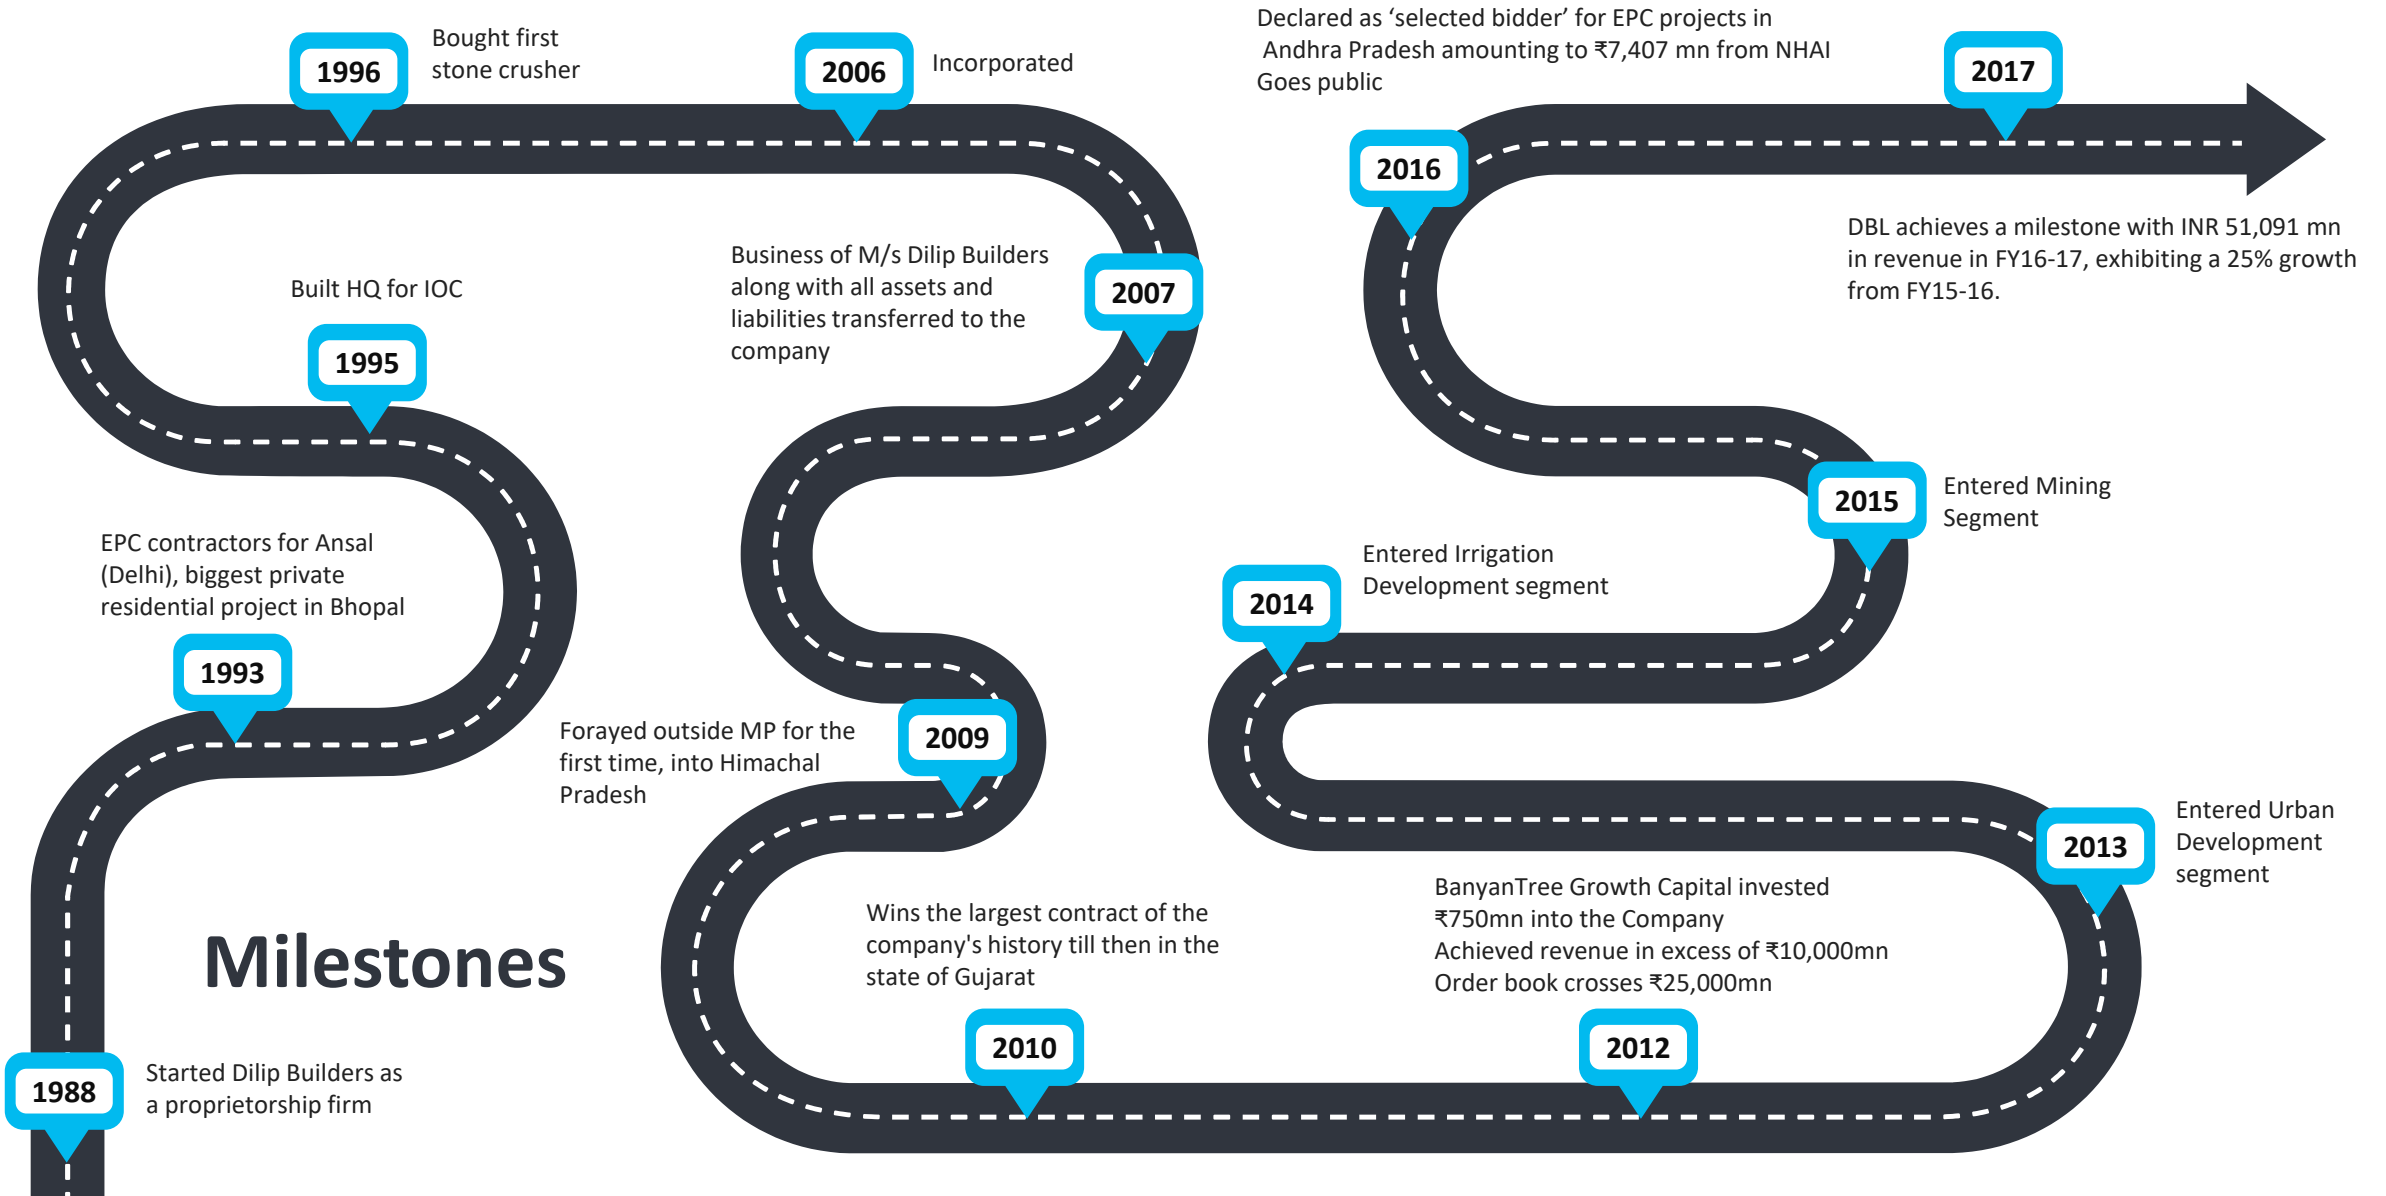 Milestones
1988
Started Dilip Builders as
a proprietorship firm
1993
EPC contractors for Ansal
(Delhi), biggest private
residential project in Bhopal
1995
Built HQ for IOC
1996
Bought first
stone crusher
2006
Incorporated
2007
Business of M/s Dilip Builders
along with all assets and
liabilities transferred to the
company
2009
Forayed outside MP for the
first time, into Himachal
Pradesh
2010
Wins the largest contract of the
company's history till then in the
state of Gujarat
2012
BanyanTree Growth Capital invested
₹750mn into the Company
Achieved revenue in excess of ₹10,000mn
Order book crosses ₹25,000mn
2013
Entered Urban
Development
segment
2014
Entered Irrigation
Development segment
2015
Entered Mining
Segment
2016
Declared as ‘selected bidder’ for EPC projects in
Andhra Pradesh amounting to ₹7,407 mn from NHAI
Goes public
2017
DBL achieves a milestone with INR 51,091 mn
in revenue in FY16-17, exhibiting a 25% growth
from FY15-16.